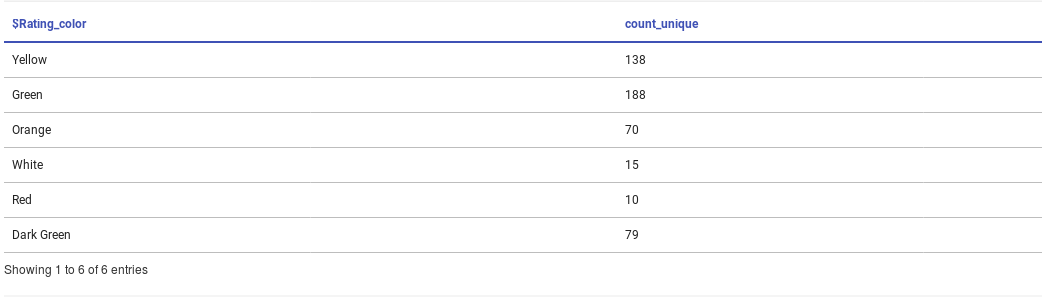 $Rating_color count_unique
Yellow 138
Green 188
Orange 70
White 15
Red 10
Dark Green 79
Showing 1 to 6 of 6 entries